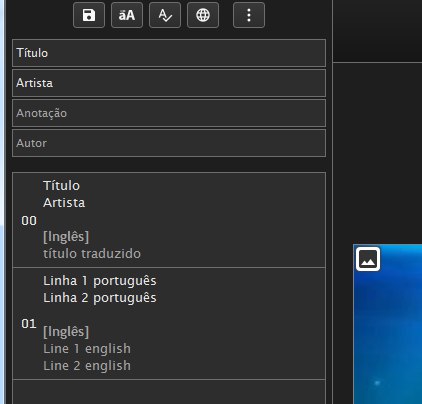 āA
A
Título
Artista
Anotação
Autor
Título
Artista
00
[Inglês]
título traduzido
Linha 1 português
Linha 2 português
01
[Inglês]
Line 1 english
Line 2 english